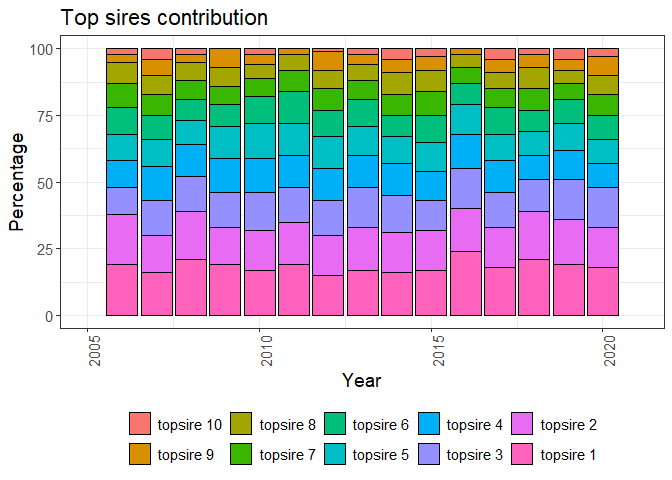 Top sires contribution
100
75
50
25
0
Percentage
2005 2010 2015 2020
Year
topsire 10 topsire 8 topsire 6 topsire 4 topsire 2
topsire 9 topsire 7 topsire 5 topsire 3 topsire 1